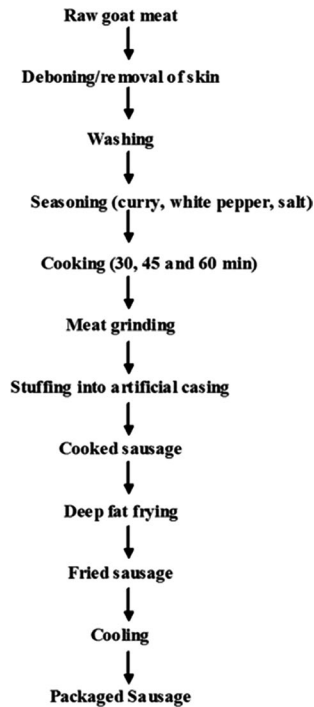 Raw goat meat
Deboning/removal of skin
Washing
Seasoning (curry, white pepper, salt)
Cooking (30, 45 and 60 min)
Meat grinding
Stuffing into artificial casing
Cooked sausage
Deep fat frying
Fried sausage
Cooling
Packaged Sausage